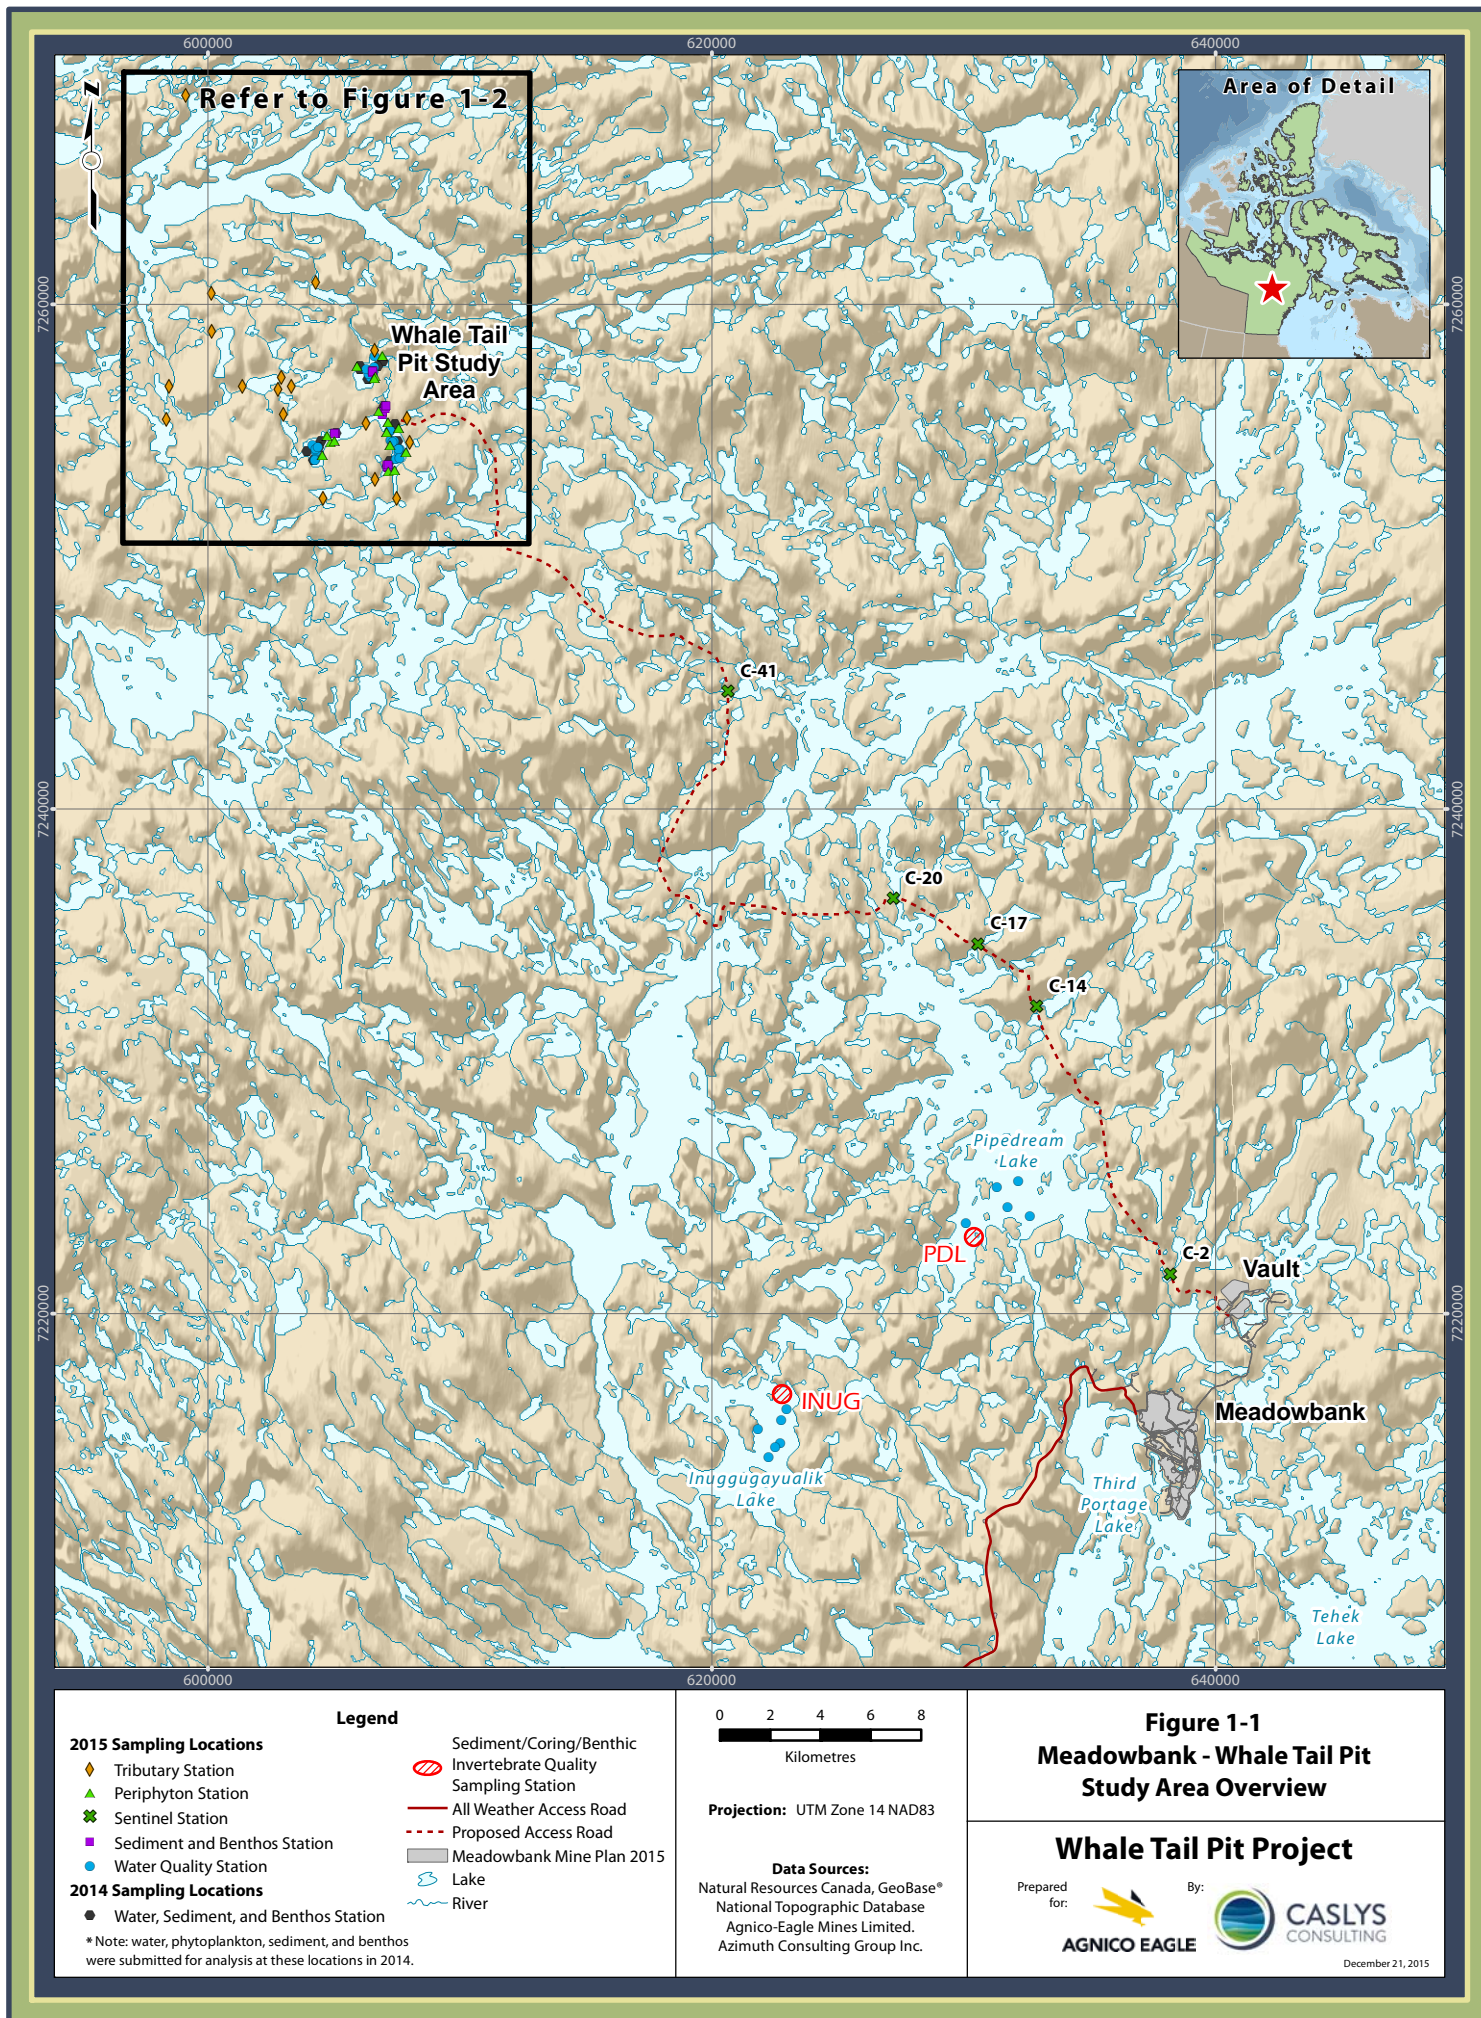 600000
620000
640000
Refer to Figure 1-2
Area of Detail
N
7260000
7260000
Whale Tail
Pit Study
Area
C-41
7240000
7240000
C-20
C-17
C-14
Pipedream
Lake
PDL
C-2
Vault
7220000
7220000
INUG
Meadowbank
Inuggugayualik
Lake
Third
Portage
Lake
Tehek
Lake
600000
620000
640000
Legend
2015 Sampling Locations
Tributary Station
Periphyton Station
Sentinel Station
Sediment and Benthos Station
Water Quality Station
2014 Sampling Locations
Water, Sediment, and Benthos Station
* Note: water, phytoplankton, sediment, and benthos
were submitted for analysis at these locations in 2014.
Sediment/Coring/Benthic
Invertebrate Quality
Sampling Station
All Weather Access Road
Proposed Access Road
Meadowbank Mine Plan 2015
Lake
River
0 2 4 6 8
Kilometres
Projection: UTM Zone 14 NAD83
Data Sources:
Natural Resources Canada, GeoBase®
National Topographic Database
Agnico-Eagle Mines Limited.
Azimuth Consulting Group Inc.
Figure 1-1
Meadowbank - Whale Tail Pit
Study Area Overview
Whale Tail Pit Project
Prepared
for:
AGNICO EAGLE
By:
CASLYS
CONSULTING
December 21, 2015